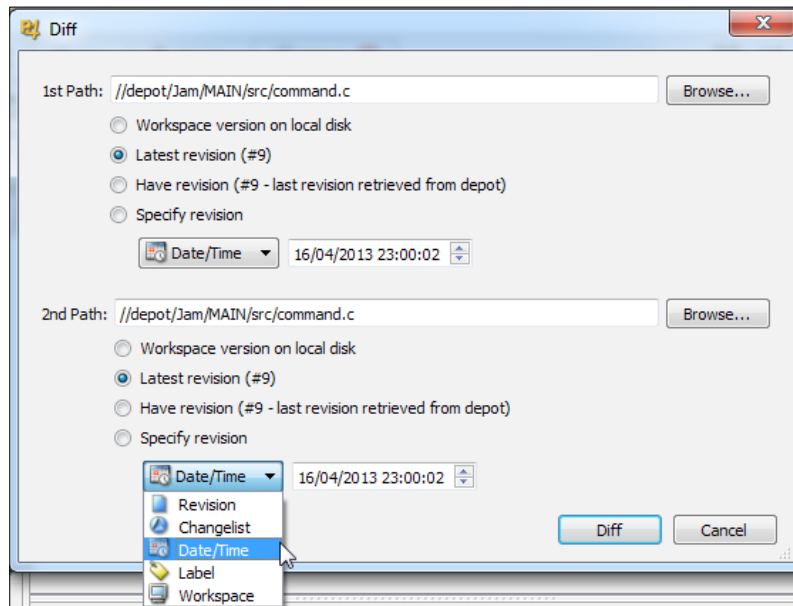 Diff
1st Path: //depot/Jam/MAIN/src/command.c Browse...
Workspace version on local disk
Latest revision (#9)
Have revision (#9 - last revision retrieved from depot)
Specify revision
Date/Time 16/04/2013 23:00:02
2nd Path: //depot/Jam/MAIN/src/command.c Browse...
Workspace version on local disk
Latest revision (#9)
Have revision (#9 - last revision retrieved from depot)
Specify revision
Date/Time 16/04/2013 23:00:02
Revision
Changelist
Date/Time
Label
Workspace
Diff Cancel